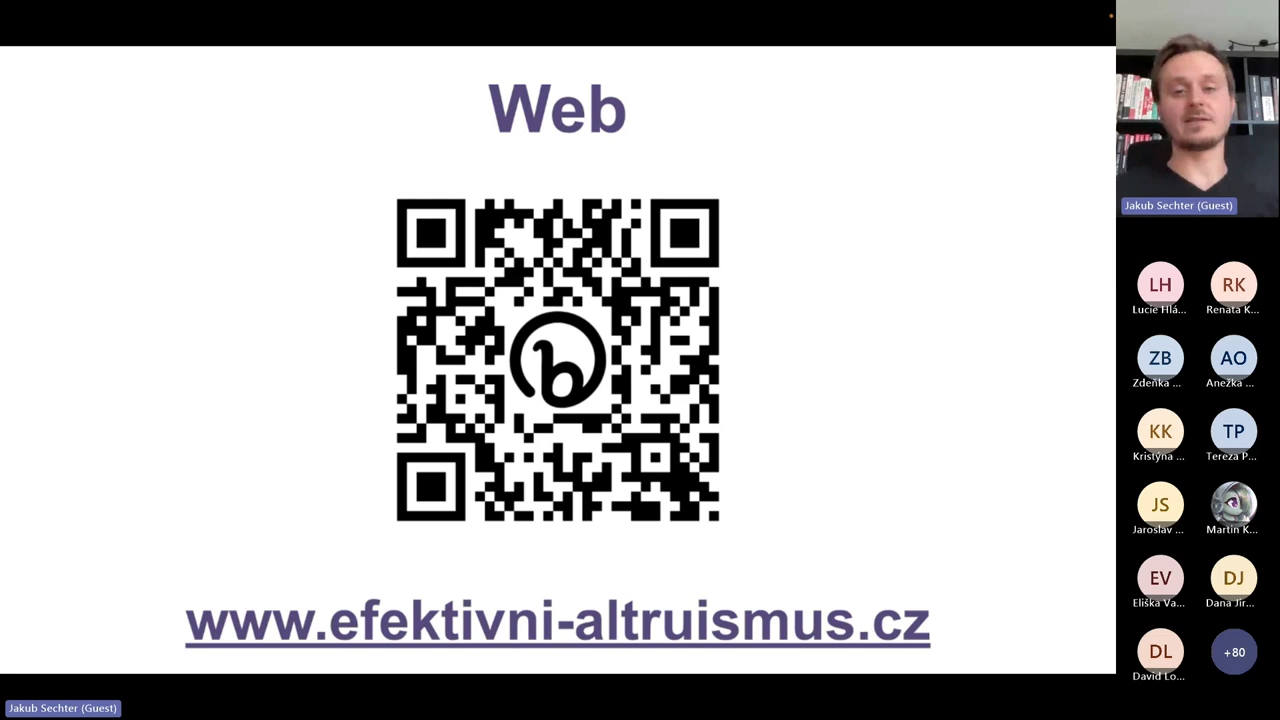 Web
b
www.efektivni-altruismus.cz
Jakub Sechter (Guest)
LH
Lucie Hlá...
RK
Renata K...
ZB
Zdeňka ...
AO
Anežka ...
KK
Kristýna ...
TP
Tereza P...
JS
Jaroslav ...
Martin K...
EV
Eliška Va...
DJ
Dana Jir...
DL
David Lo...
+80
Jakub Sechter (Guest)